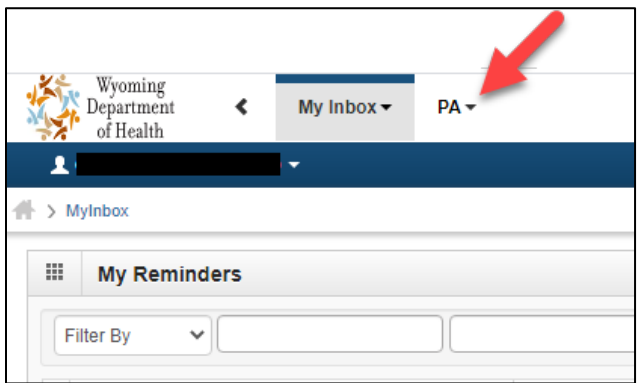 Wyoming
Department
of Health
My Inbox
PA
MyInbox
My Reminders
Filter By